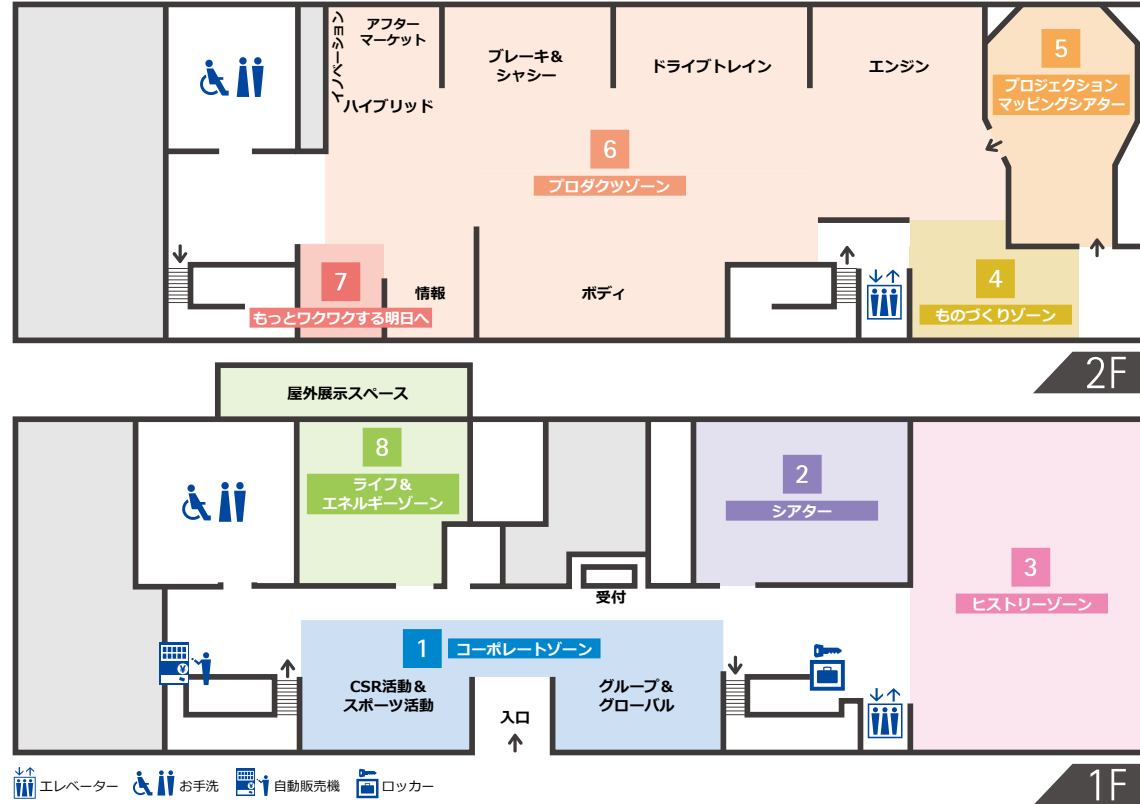 イノベーション
アフター
マーケット
ブレーキ&
シャシー
ドライブトレイン
エンジン
5
プロジェクション
マッピングシアター
ハイブリッド
6
プロダクツゾーン
7
もっとワクワクする明日へ
情報
ボディ
4
ものづくりゾーン
2F
屋外展示スペース
8
ライフ&
エネルギーゾーン
2
シアター
3
ヒストリーゾーン
受付
1 コーポレートゾーン
CSR活動&
スポーツ活動
グループ&
グローバル
入口
¥
エレベーター お手洗 自動販売機 ロッカー
1F